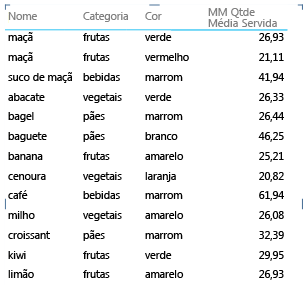 Nome Categoria Cor MM Qtde Média Servida
maçã frutas verde 26,93
maçã frutas vermelho 21,11
suco de maçã bebidas marrom 41,94
abacate vegetais verde 26,33
bagel pães marrom 26,44
baguete pães branco 46,25
banana frutas amarelo 25,21
cenoura vegetais laranja 20,82
café bebidas marrom 61,94
milho vegetais amarelo 26,08
croissant pães marrom 32,39
kiwi frutas verde 29,95
limão frutas amarelo 26,93